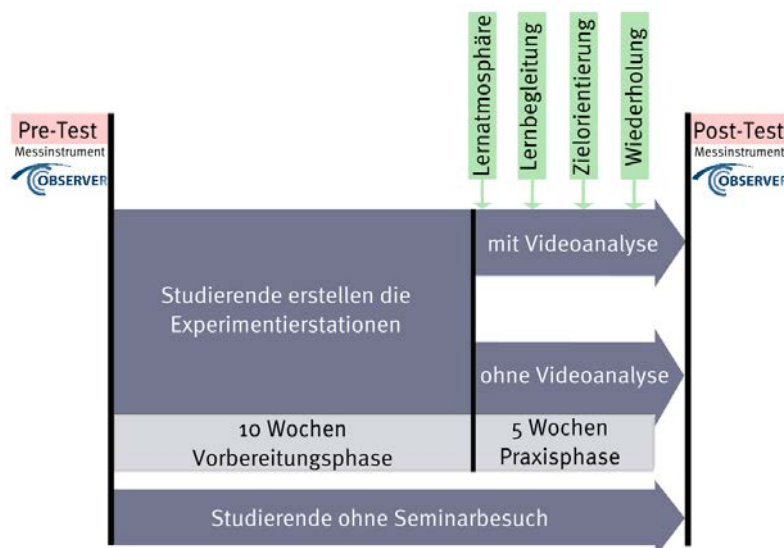 Lernatmosphäre
Lernbegleitung
Zielorientierung
Wiederholung
Pre-Test
Messinstrument
OBSERVER
Post-Test
Messinstrument
OBSERVER
mit Videoanalyse
Studierende erstellen die
Experimentierstationen
ohne Videoanalyse
10 Wochen
Vorbereitungsphase
5 Wochen
Praxisphase
Studierende ohne Seminarbesuch